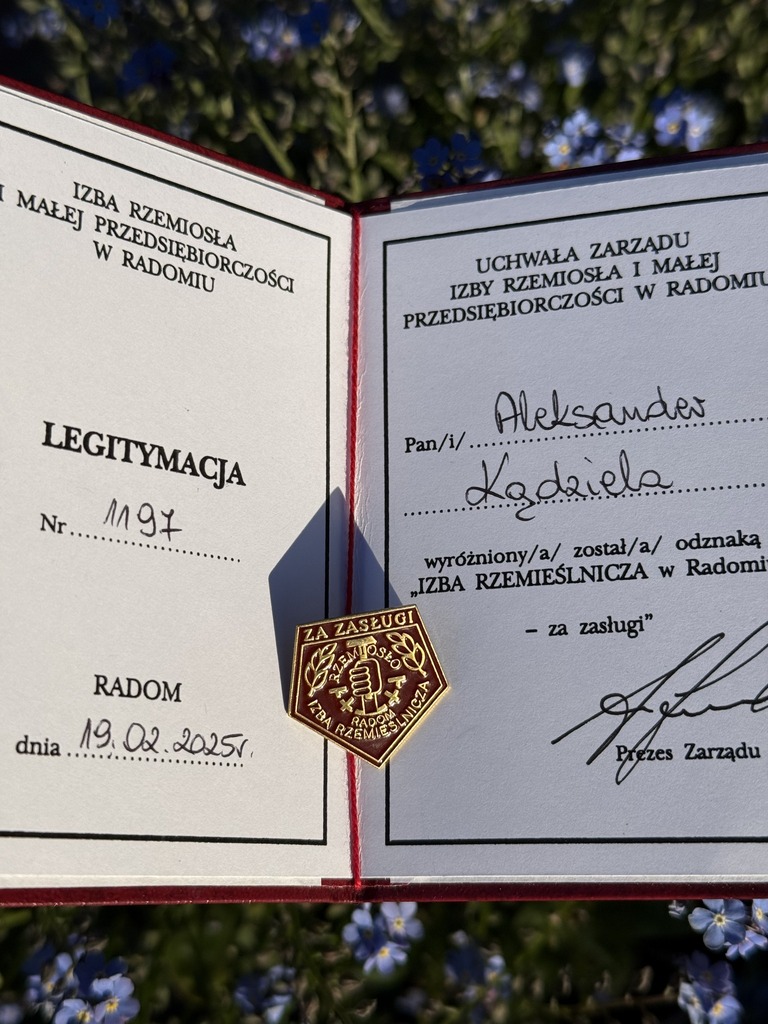 IZBA RZEMIOSŁA
I MAŁEJ PRZEDSIĘBIORCZOŚCI
W RADOMIU
LEGITYMACJA
Nr 1197
RADOM
dnia 19.02.2025r.
UCHWAŁA ZARZĄDU
IZBY RZEMIOSŁA I MAŁEJ
PRZEDSIĘBIORCZOŚCI W RADOMIU
Pan/i/ Aleksander
Kądziela
wyróżniony/a/ został/a/ odznaką
„IZBA RZEMIEŚLNICZA w Radomiu
– za zasługi”
Prezes Zarządu
ZA ZASŁUGI
RZEMIOSŁO
RADOM
IZBA RZEMIEŚLNICZA